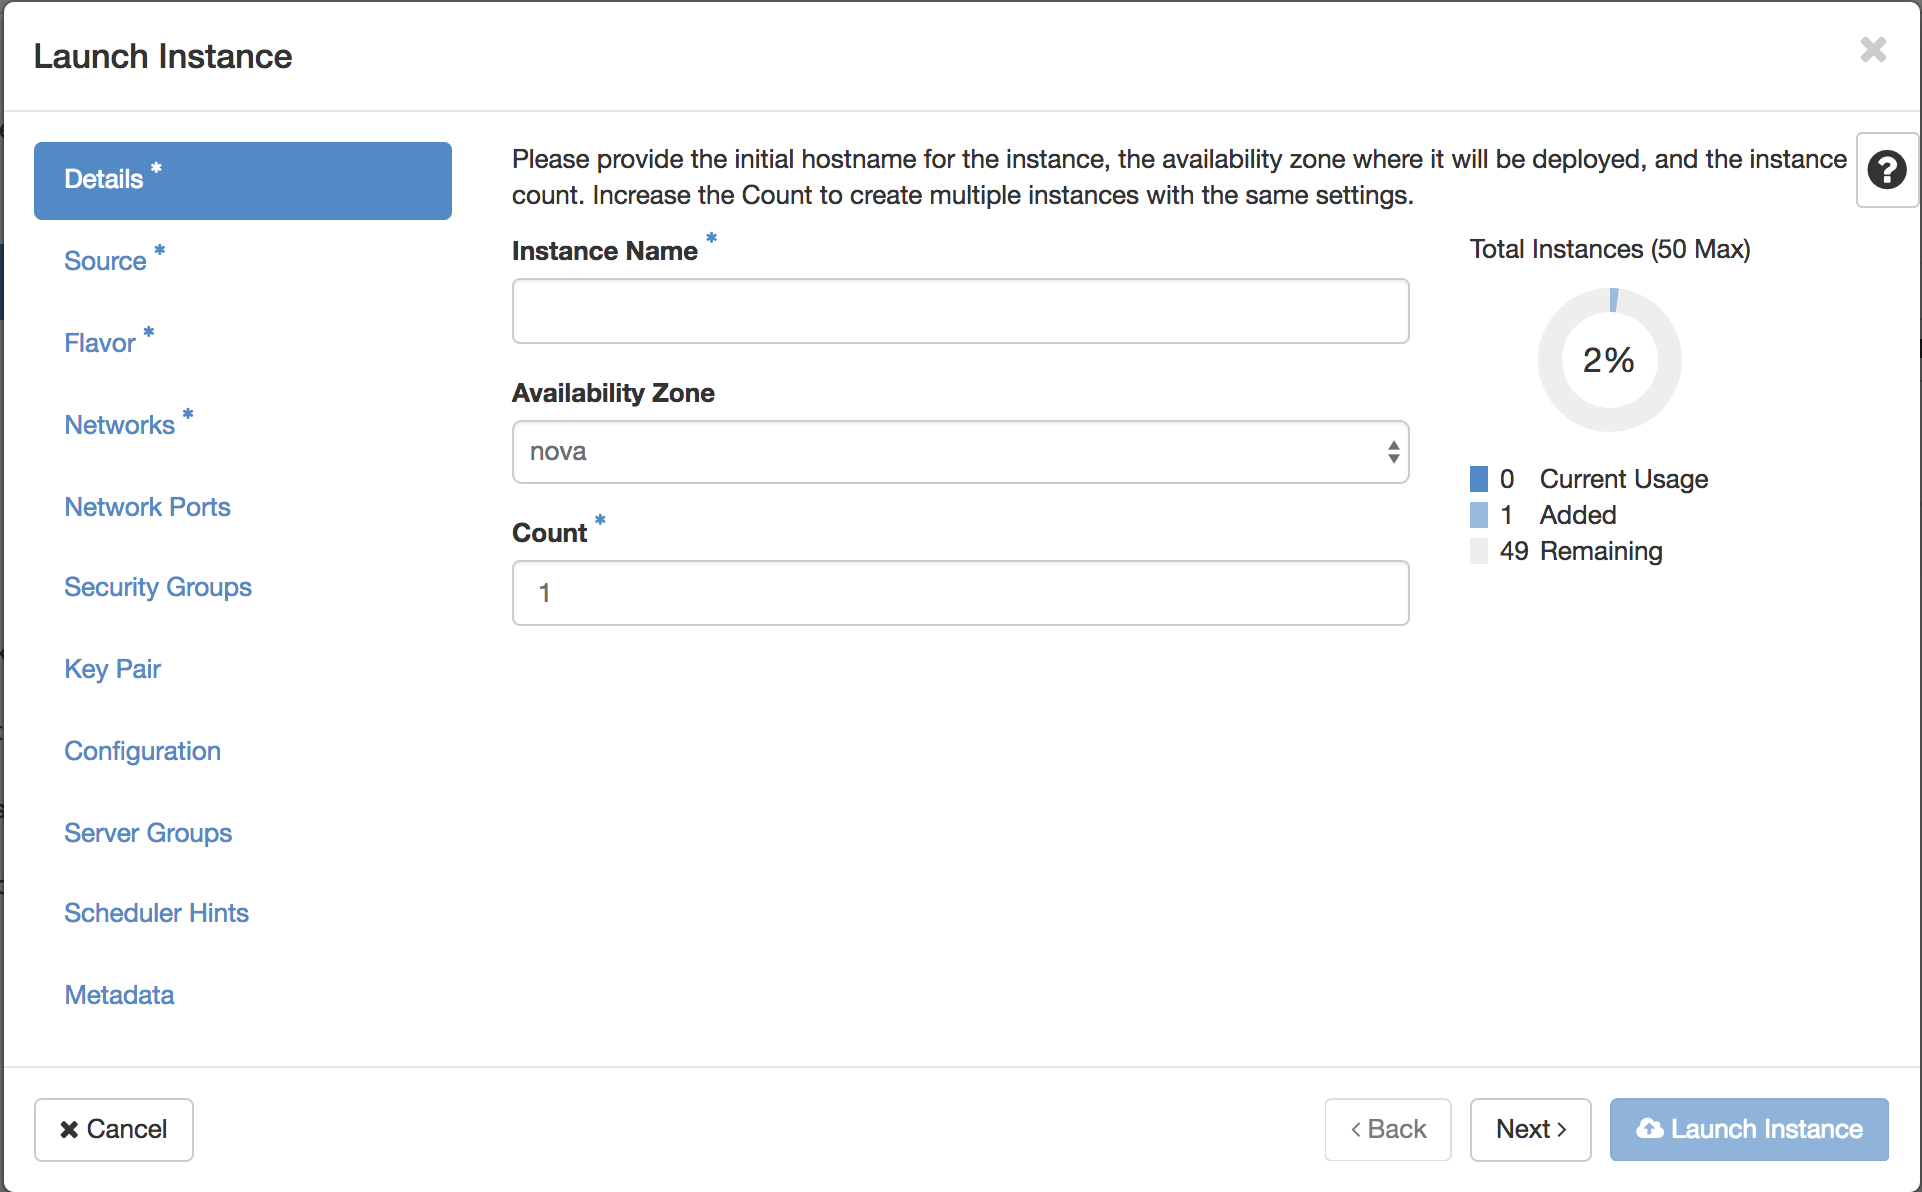 Launch Instance
Details *
Source *
Flavor *
Networks *
Network Ports
Security Groups
Key Pair
Configuration
Server Groups
Scheduler Hints
Metadata
Please provide the initial hostname for the instance, the availability zone where it will be deployed, and the instance
count. Increase the Count to create multiple instances with the same settings.
Instance Name *
Availability Zone
nova
Count *
1
Total Instances (50 Max)
2%
0 Current Usage
1 Added
49 Remaining
Cancel
Back
Next
Launch Instance